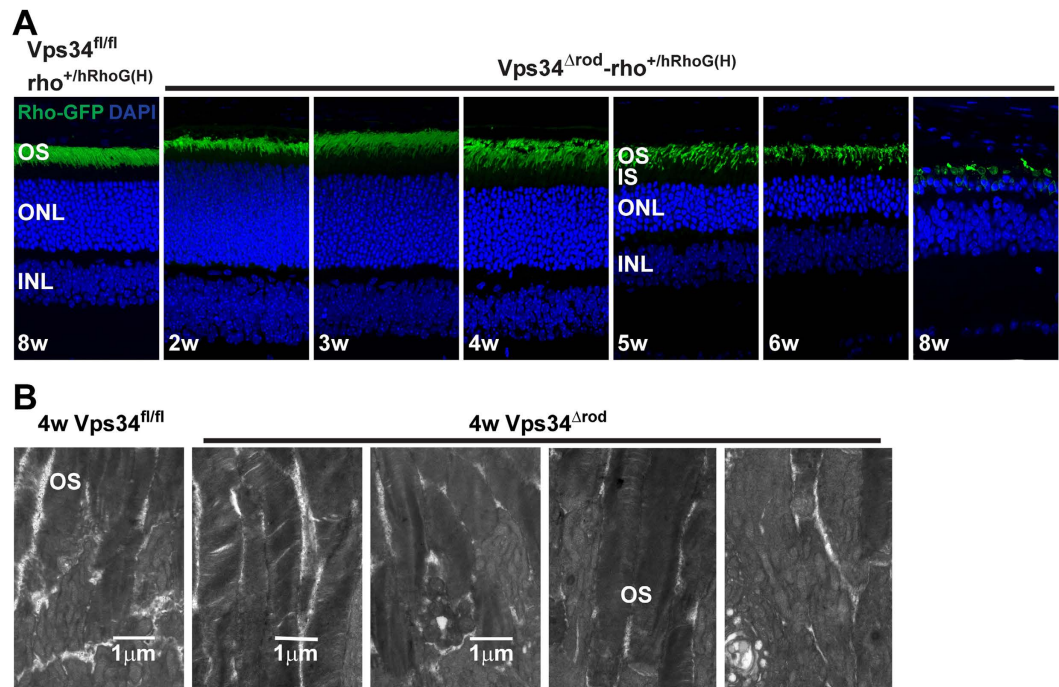 A
Vps34fl/fl
rho+/hRhoG(H)
Vps34Δrod-rho+/hRhoG(H)
Rho-GFP DAPI
OS
ONL
INL
8w
2w
3w
4w
OS
IS
ONL
INL
5w
6w
8w
B
4w Vps34fl/fl
4w Vps34Δrod
OS
1μm
1μm
1μm
OS